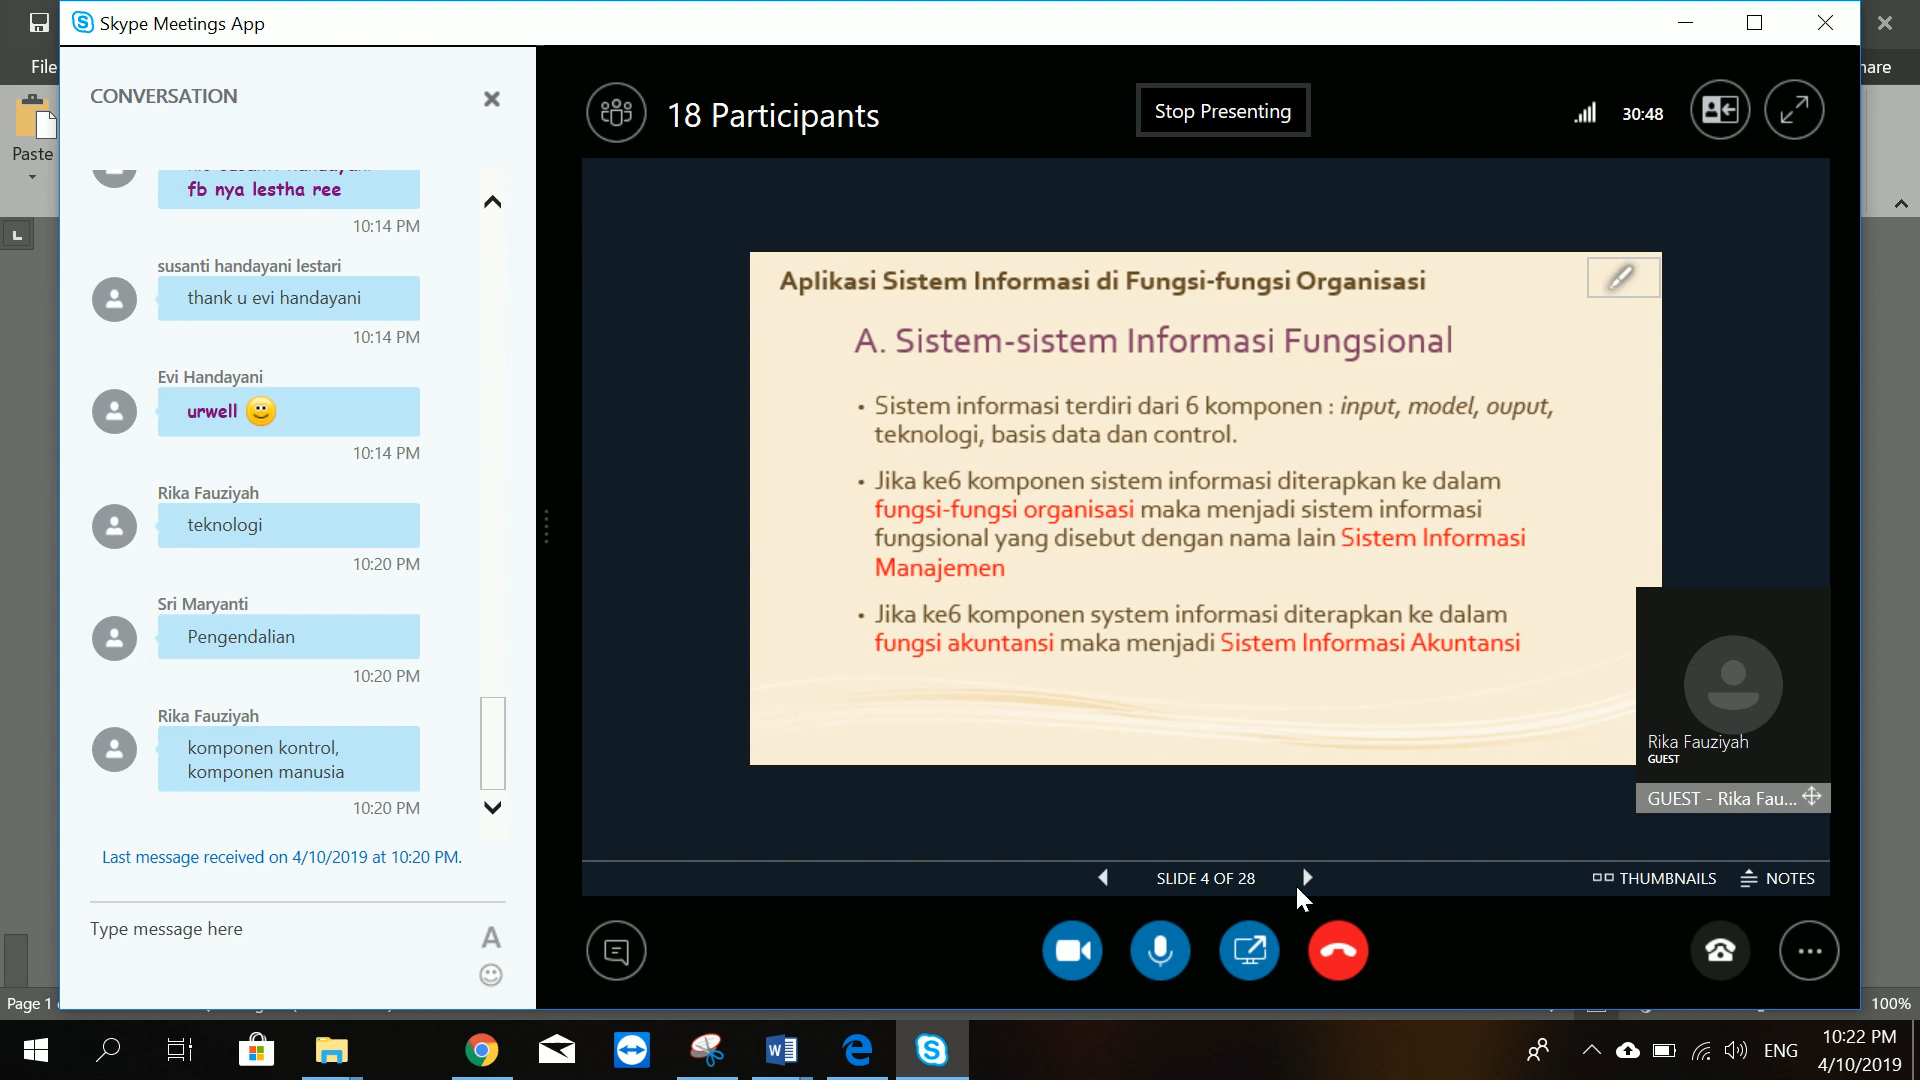 Skype Meetings App
File
Paste
Page 1
hare
100%
CONVERSATION
fb nya lestha ree
10:14 PM
susanti handayani lestari
thank u evi handayani
10:14 PM
Evi Handayani
urwell
10:14 PM
Rika Fauziyah
teknologi
10:20 PM
Sri Maryanti
Pengendalian
10:20 PM
Rika Fauziyah
komponen kontrol,
komponen manusia
10:20 PM
Last message received on 4/10/2019 at 10:20 PM.
Type message here
A
18 Participants
Stop Presenting
30:48
Aplikasi Sistem Informasi di Fungsi-fungsi Organisasi
A. Sistem-sistem Informasi Fungsional
• Sistem informasi terdiri dari 6 komponen : input, model, ouput,
teknologi, basis data dan control.
• Jika ke6 komponen sistem informasi diterapkan ke dalam
fungsi-fungsi organisasi maka menjadi sistem informasi
fungsional yang disebut dengan nama lain Sistem Informasi
Manajemen
• Jika ke6 komponen system informasi diterapkan ke dalam
fungsi akuntansi maka menjadi Sistem Informasi Akuntansi
Rika Fauziyah
GUEST
GUEST - Rika Fau...
SLIDE 4 OF 28
THUMBNAILS
NOTES
ENG
10:22 PM
4/10/2019